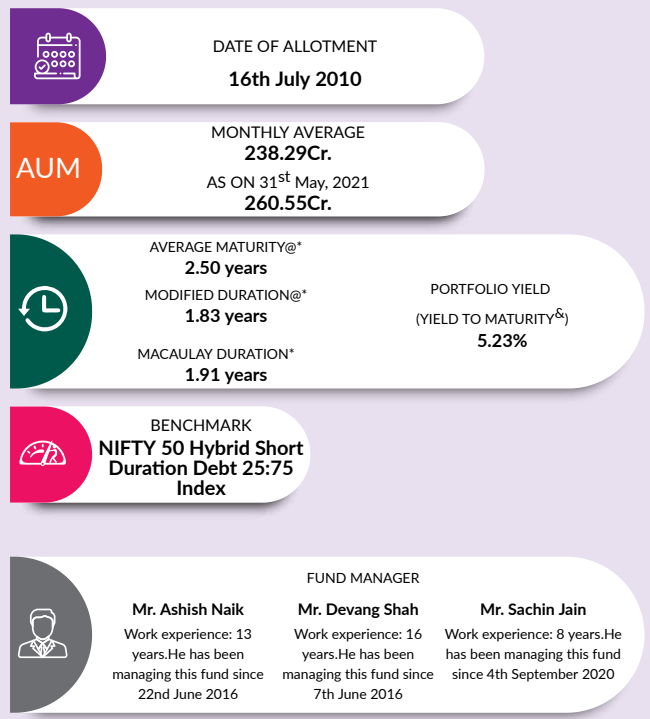 DATE OF ALLOTMENT
16th July 2010
AUM
MONTHLY AVERAGE
238.29Cr.
AS ON 31st May, 2021
260.55Cr.
AVERAGE MATURITY@*
2.50 years
MODIFIED DURATION@*
1.83 years
MACAULAY DURATION*
1.91 years
PORTFOLIO YIELD
(YIELD TO MATURITY&)
5.23%
BENCHMARK
NIFTY 50 Hybrid Short
Duration Debt 25:75
Index
FUND MANAGER
Mr. Ashish Naik
Work experience: 13
years.He has been
managing this fund since
22nd June 2016
Mr. Devang Shah
Work experience: 16
years.He has been
managing this fund since
7th June 2016
Mr. Sachin Jain
Work experience: 8 years.He
has been managing this fund
since 4th September 2020